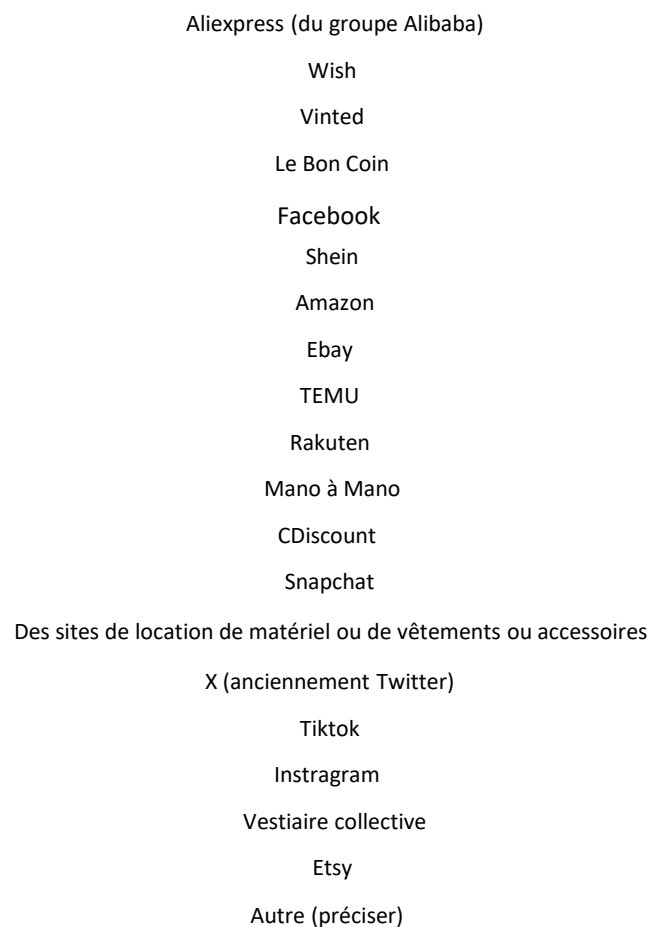 Aliexpress (du groupe Alibaba)
Wish
Vinted
Le Bon Coin
Facebook
Shein
Amazon
Ebay
TEMU
Rakuten
Mano à Mano
CDiscount
Snapchat
Des sites de location de matériel ou de vêtements ou accessoires
X (anciennement Twitter)
Tiktok
Instragram
Vestiaire collective
Etsy
Autre (préciser)